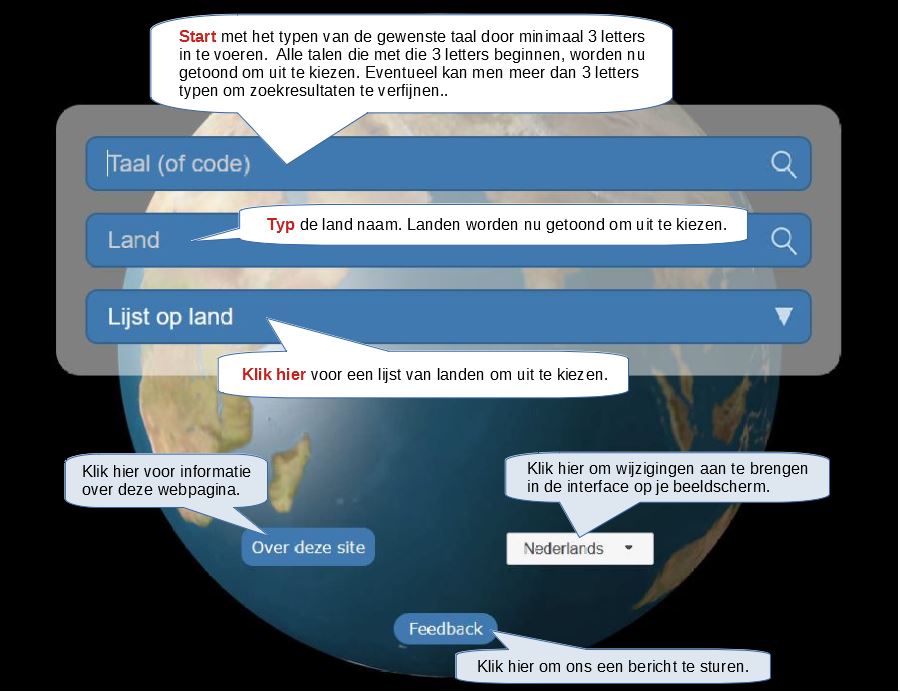 Start met het typen van de gewenste taal door minimaal 3 letters
in te voeren. Alle talen die met die 3 letters beginnen, worden nu
getoond om uit te kiezen. Eventueel kan men meer dan 3 letters
typen om zoekresultaten te verfijnen..
Taal (of code)
Typ de land naam. Landen worden nu getoond om uit te kiezen.
Land
Lijst op land
Klik hier voor een lijst van landen om uit te kiezen.
Klik hier voor informatie
over deze webpagina.
Klik hier om wijzigingen aan te brengen
in de interface op je beeldscherm.
Over deze site
Nederlands
Feedback
Klik hier om ons een bericht te sturen.